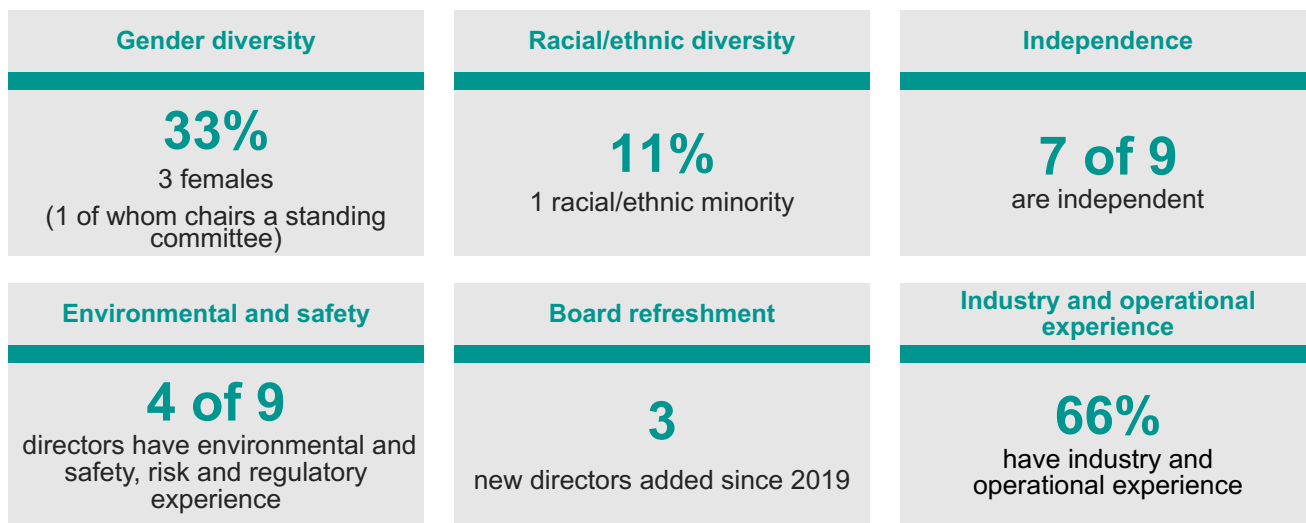 Gender diversity
33%
3 females
(1 of whom chairs a standing
committee)
Racial/ethnic diversity
11%
1 racial/ethnic minority
Independence
7 of 9
are independent
Environmental and safety
4 of 9
directors have environmental and
safety, risk and regulatory
experience
Board refreshment
3
new directors added since 2019
Industry and operational
experience
66%
have industry and
operational experience